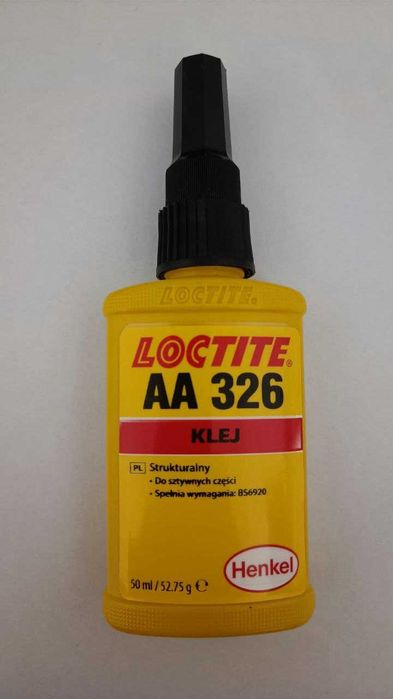 LOCTITE.
LOCTITE®
AA 326
KLEJ
PL Strukturalny
• Do sztywnych części
• Spełnia wymagania: BS6920
Henkel
50 ml / 52.75 g ℮